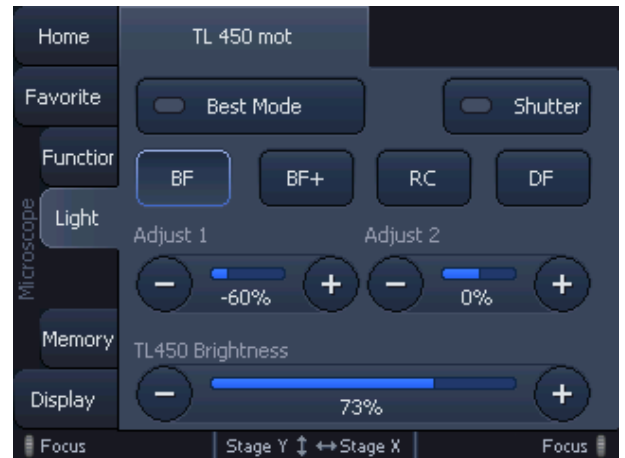 Home
TL 450 mot
Favorite
Best Mode
Shutter
Function
BF
BF+
RC
DF
Microscope
Light
Adjust 1
Adjust 2
-60%
0%
Memory
TL450 Brightness
Display
73%
Focus
Stage Y ↕ ↔ Stage X
Focus